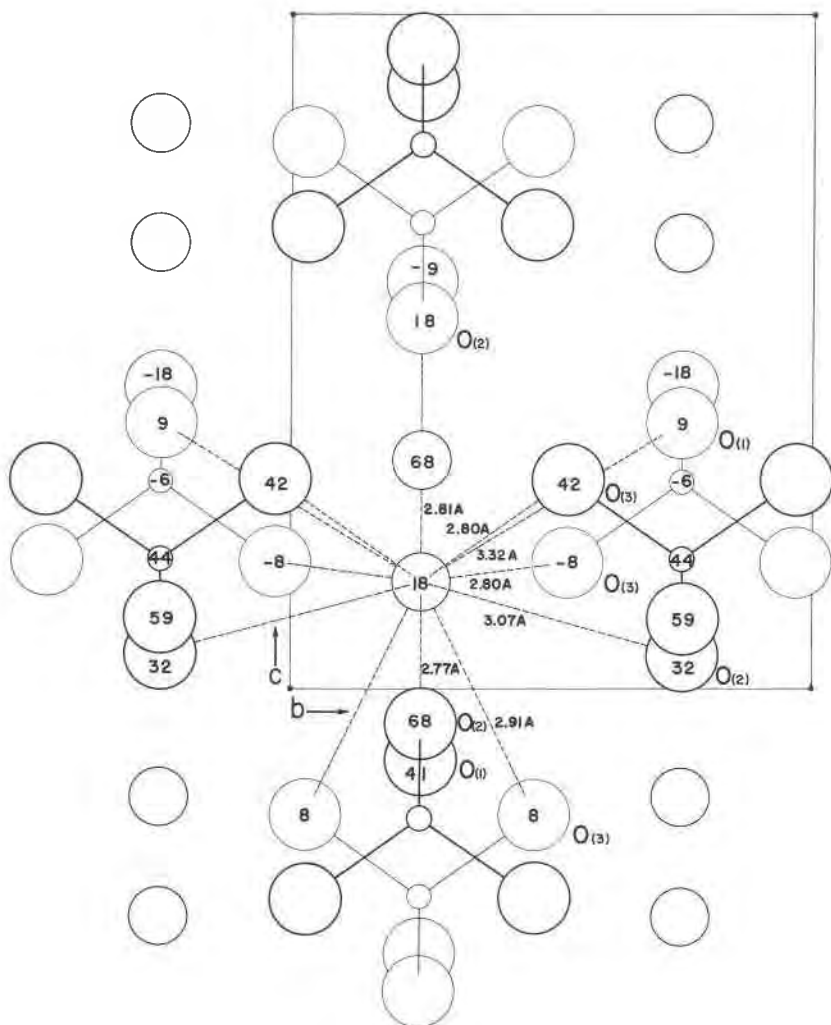 -9
18
O(2)
-18
-18
9
9
O(1)
68
42
42
O(3)
-6
-6
2.81A
2.80A
3.32A
44
-8
18
2.80A
-8
44
O(3)
59
3.07A
59
32
C
2.77A
32
O(2)
b
68
O(2)
2.91A
41
O(1)
8
8
O(3)